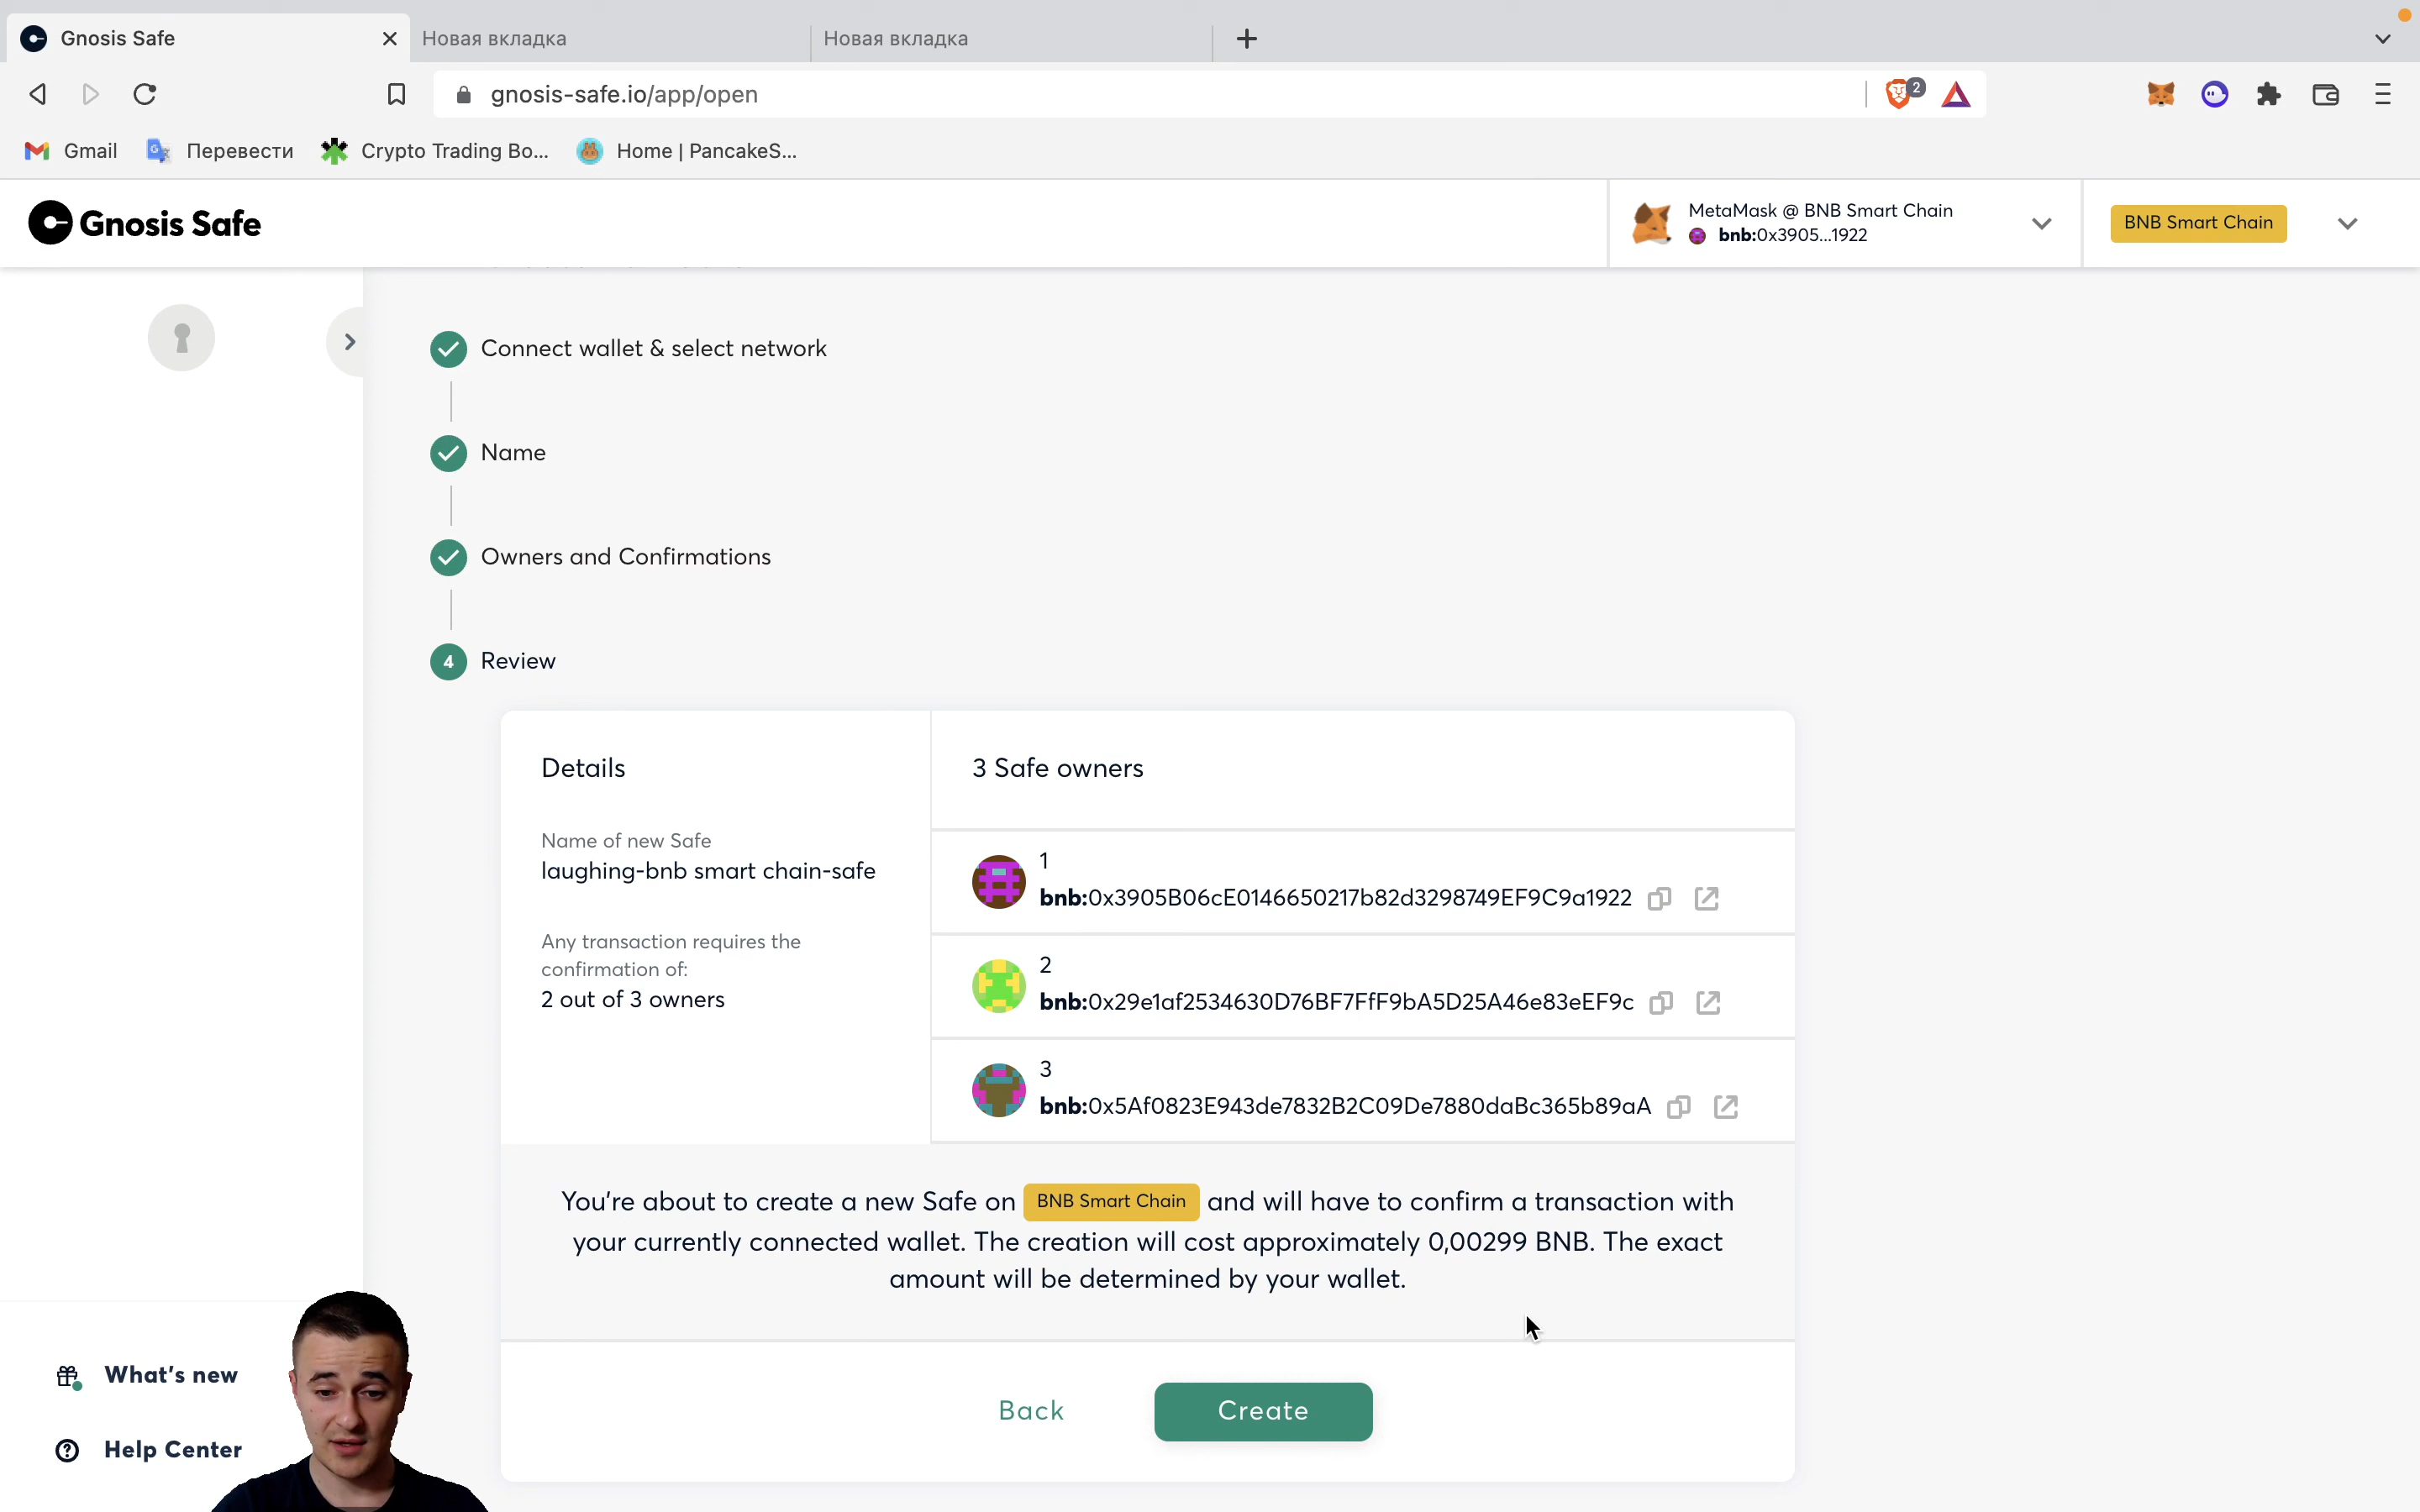 Gnosis Safe
Новая вкладка
Новая вкладка
gnosis-safe.io/app/open
2
Gmail
Перевести
Crypto Trading Bo...
Home | PancakeS...
Gnosis Safe
MetaMask @ BNB Smart Chain
bnb:0x3905...1922
BNB Smart Chain
Connect wallet & select network
Name
Owners and Confirmations
4 Review
Details
3 Safe owners
Name of new Safe
laughing-bnb smart chain-safe
Any transaction requires the
confirmation of:
2 out of 3 owners
1
bnb:0x3905B06cE0146650217b82d3298749EF9C9a1922
2
bnb:0x29e1af2534630D76BF7FfF9bA5D25A46e83eEF9c
3
bnb:0x5Af0823E943de7832B2C09De7880daBc365b89aA
You're about to create a new Safe on BNB Smart Chain and will have to confirm a transaction with
your currently connected wallet. The creation will cost approximately 0,00299 BNB. The exact
amount will be determined by your wallet.
Back
Create
What's new
Help Center